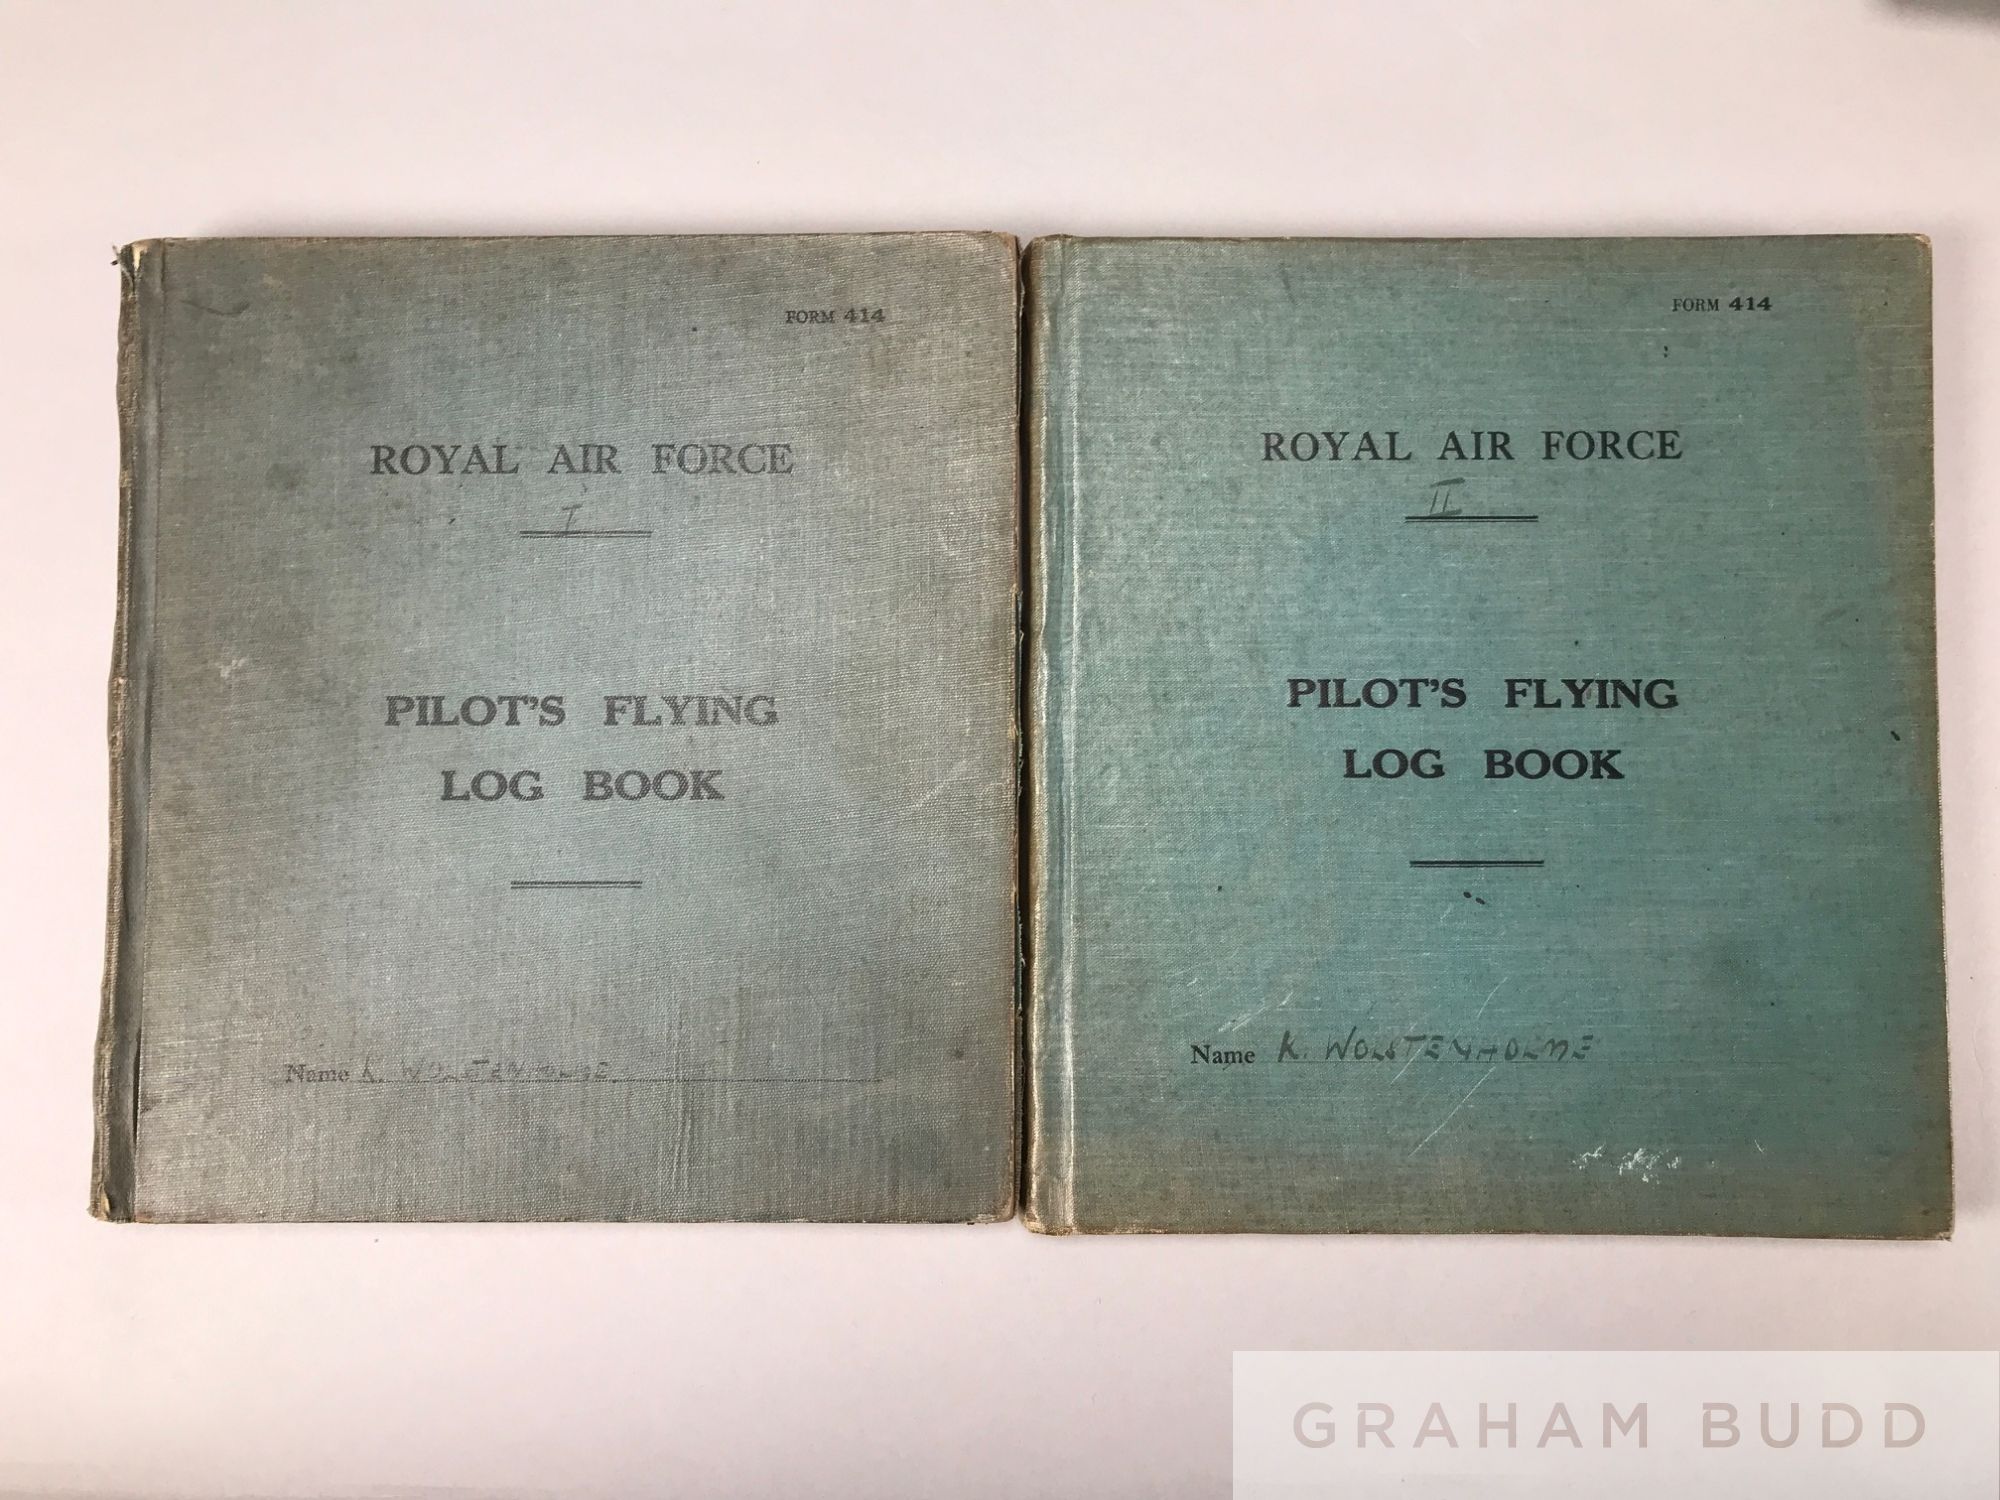 FORM 414
ROYAL AIR FORCE
I
PILOT'S FLYING
LOG BOOK
Name K. WOLSTENHOLME
FORM 414
ROYAL AIR FORCE
II
PILOT'S FLYING
LOG BOOK
Name K. WOLSTENHOLME
GRAHAM BUDD